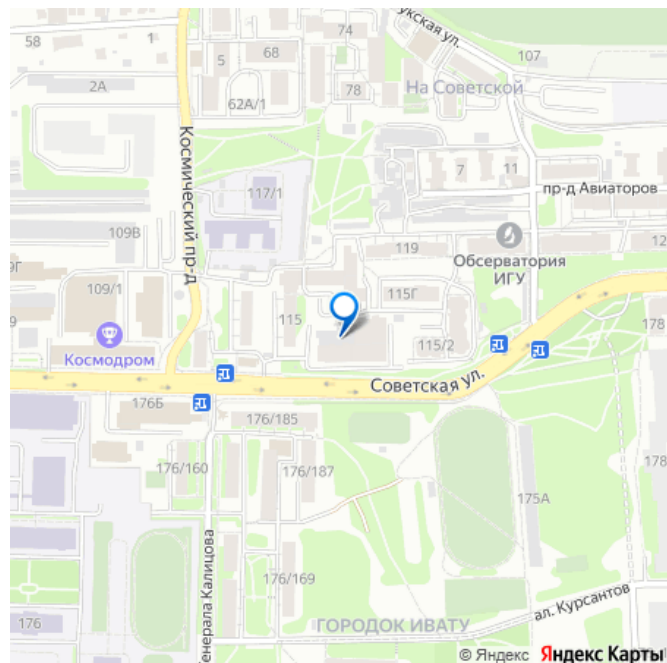 58
1
5
68
74
укская ул.
107
2А
62А/1
78
На Советской
Космический пр-д
117/1
7
11
пр-д Авиаторов
109В
119
Обсерватория
ИГУ
12
9Г
109/1
115
115Г
178
9
Космодром
115/2
Советская ул.
176Б
176/185
176/160
176/187
175А
178
енерала Калицова
176/169
ал. Курсантов
176
ГОРОДОК ИВАТУ
© Яндекс Яндекс Карты